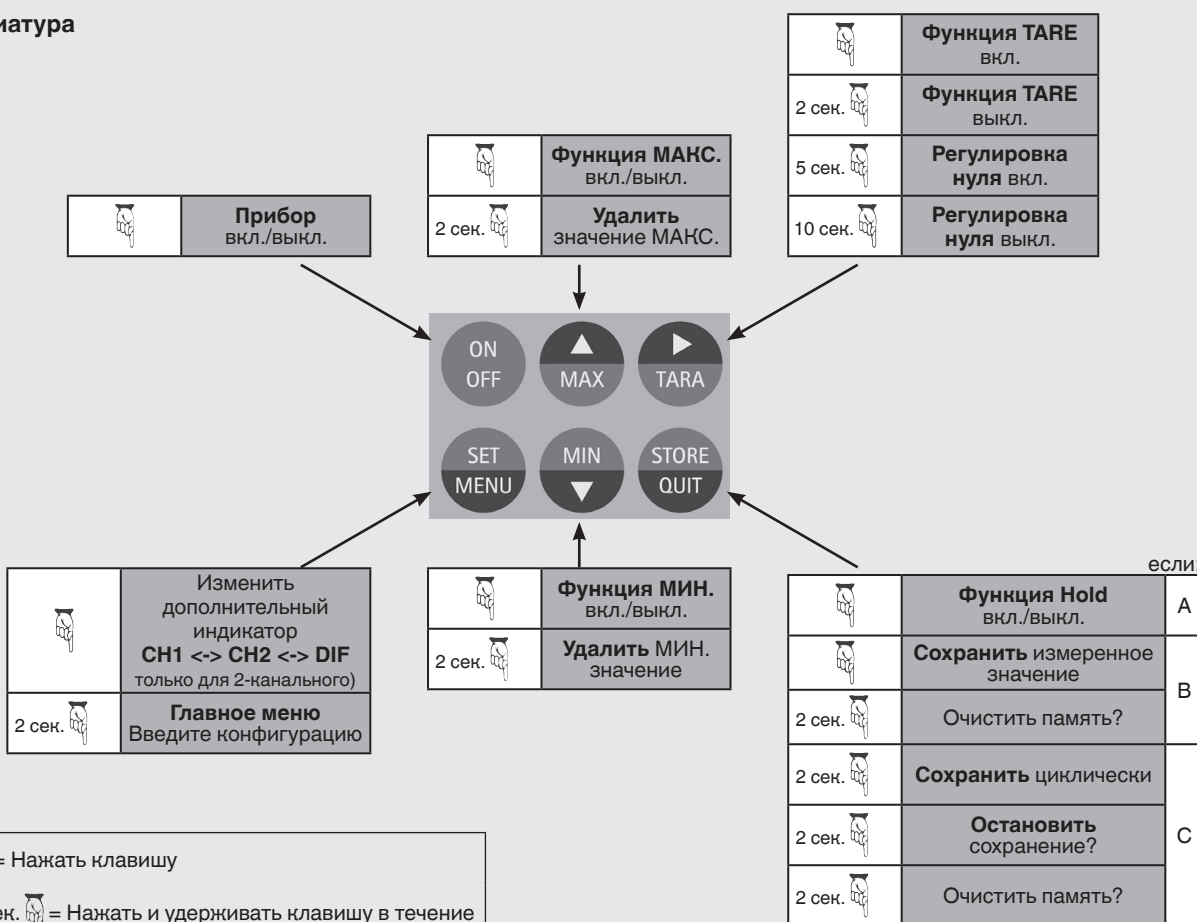 Функция TARE
вкл.
2 сек.
Функция TARE
выкл.
5 сек.
Регулировка
нуля вкл.
10 сек.
Регулировка
нуля выкл.
Функция МАКС.
вкл./выкл.
2 сек.
Удалить
значение МАКС.
Прибор
вкл./выкл.
ON
OFF
MAX
TARA
SET
MENU
MIN
STORE
QUIT
Изменить
дополнительный
индикатор
CH1 <-> CH2 <-> DIF
только для 2-канального)
2 сек.
Главное меню
Введите конфигурацию
Функция МИН.
вкл./выкл.
2 сек.
Удалить МИН.
значение
если:
Функция Hold
вкл./выкл.
A
Сохранить измеренное
значение
2 сек.
Очистить память?
B
2 сек.
Сохранить циклически
2 сек.
Остановить
сохранение?
2 сек.
Очистить память?
C
= Нажать клавишу
= Нажать и удерживать клавишу в течение